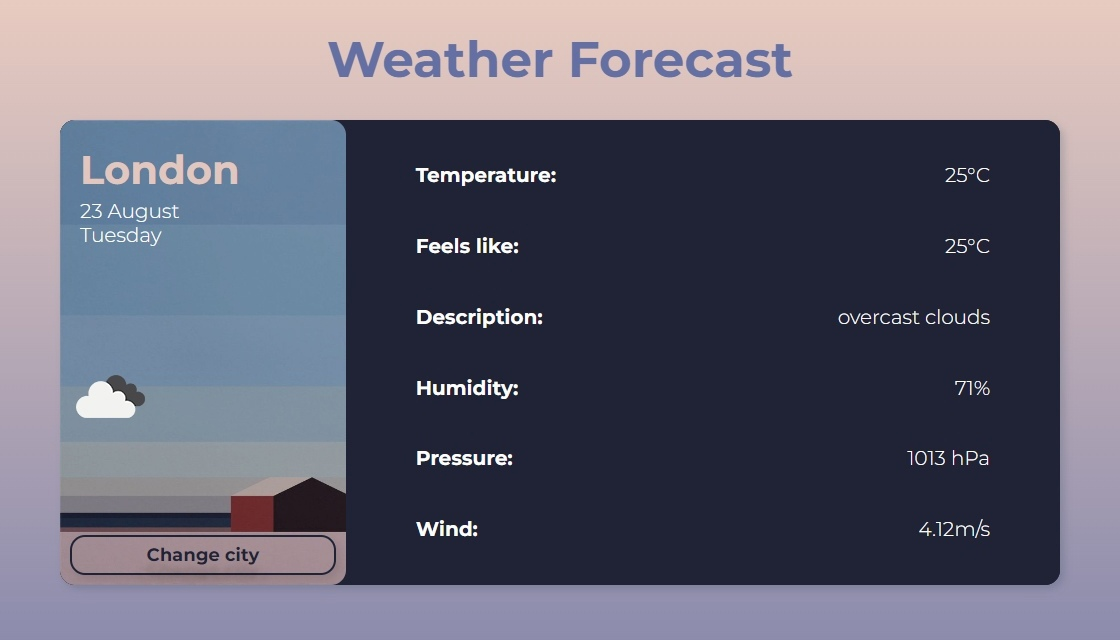 Weather Forecast
London
23 August
Tuesday
Change city
Temperature: 25°C
Feels like: 25°C
Description: overcast clouds
Humidity: 71%
Pressure: 1013 hPa
Wind: 4.12m/s